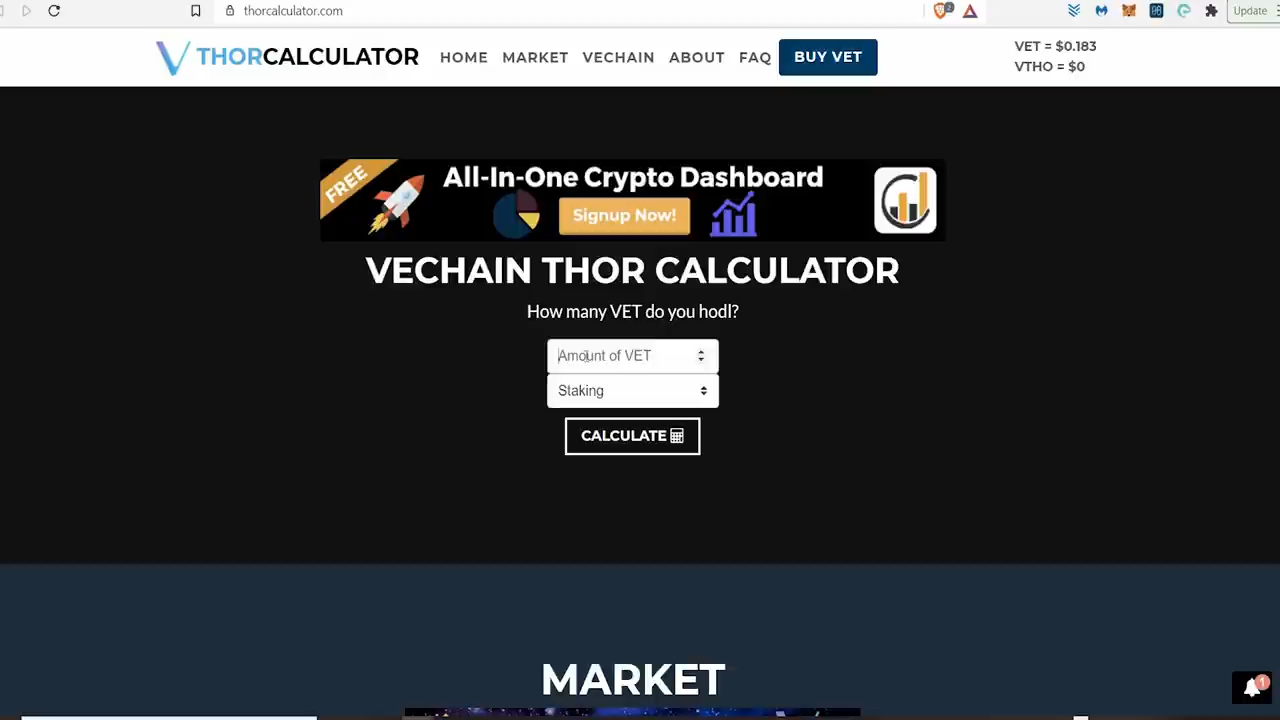 thorcalculator.com
2
Update
THORCALCULATOR
HOME
MARKET
VECHAIN
ABOUT
FAQ
BUY VET
VET = $0.183
VTHO = $0
FREE
All-In-One Crypto Dashboard
Signup Now!
VECHAIN THOR CALCULATOR
How many VET do you hodl?
Amount of VET
Staking
CALCULATE
MARKET
1